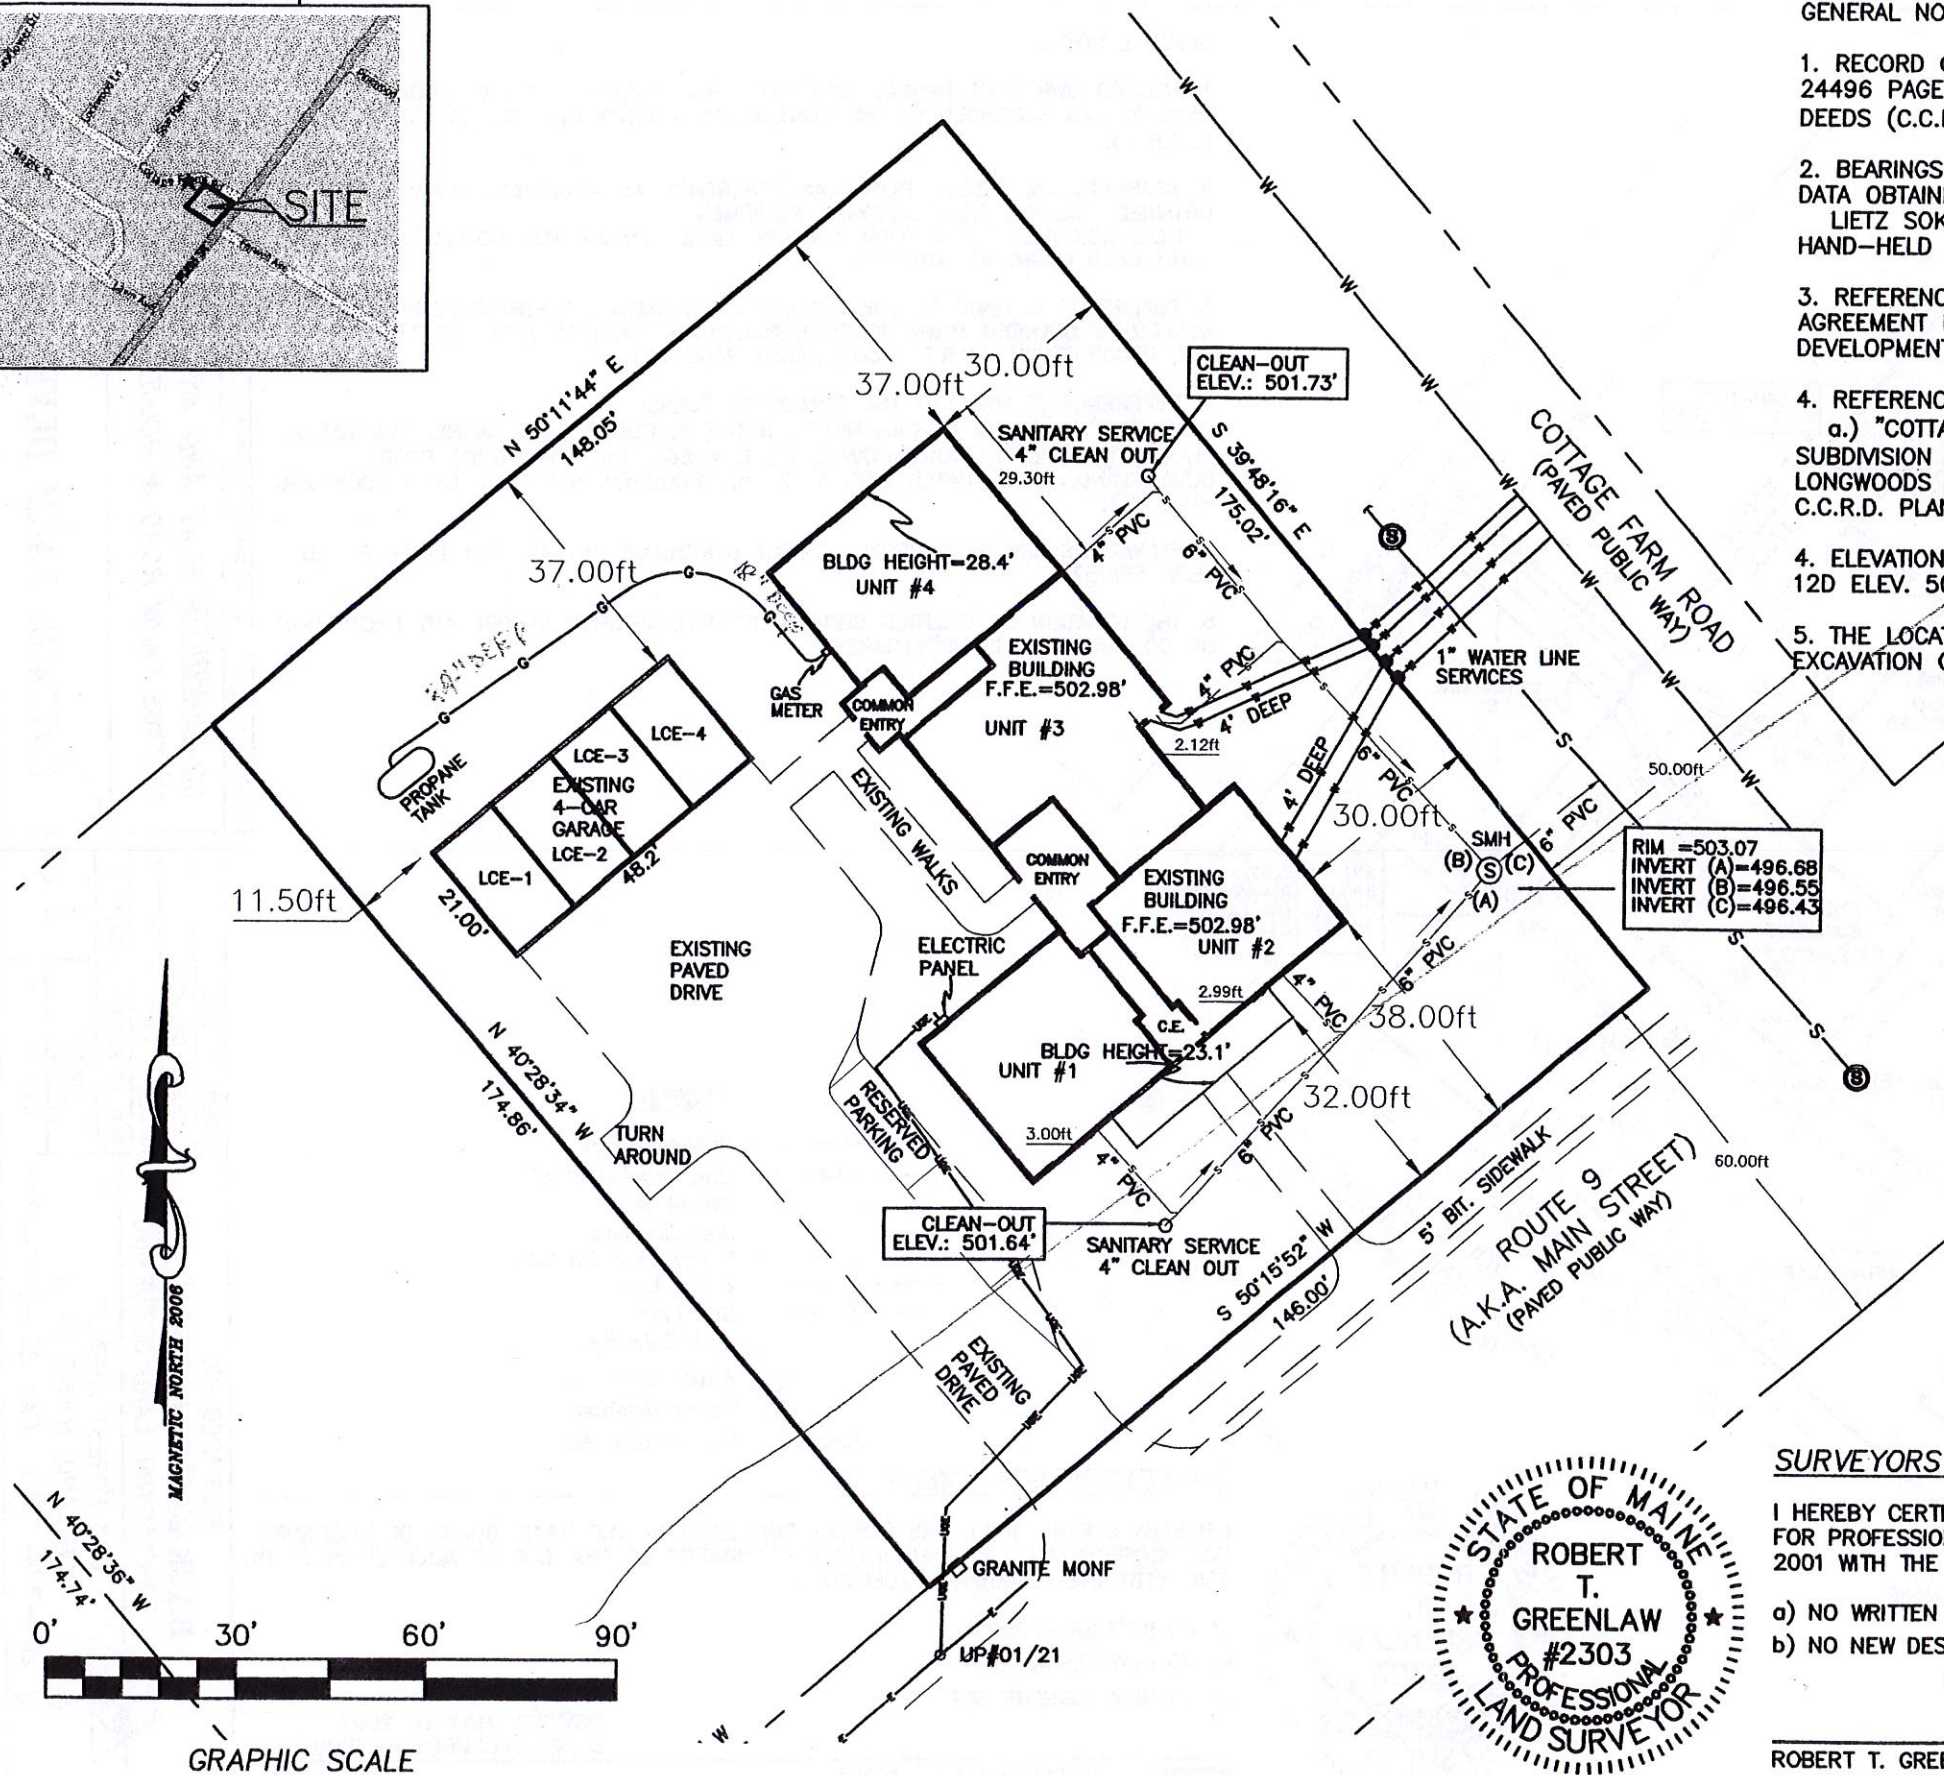 SITE
GENERAL NO
1. RECORD
24496 PAGE
DEEDS (C.C.
2. BEARINGS
DATA OBTAIN
LIETZ SOK
HAND-HELD
3. REFERENC
AGREEMENT
DEVELOPMENT
4. REFERENC
a.) "COTTA
SUBDIVISION
LONGWOODS
C.C.R.D. PLA
4. ELEVATION
12D ELEV. 50
5. THE LOCAT
EXCAVATION
N 50°11'44" E
148.05'
37.00ft
30.00ft
CLEAN-OUT
ELEV.: 501.73'
SANITARY SERVICE
4" CLEAN OUT
29.30ft
S 39°48'16" E
175.02'
COTTAGE FARM ROAD
(PAVED PUBLIC WAY)
4" PVC
6" PVC
BLDG HEIGHT=28.4'
UNIT #4
37.00ft
18" DEEP
EXISTING
BUILDING
F.F.E.=502.98'
UNIT #3
GAS
METER
COMMON
ENTRY
4" PVC
4' DEEP
2.12ft
1" WATER LINE
SERVICES
LCE-4
LCE-3
EXISTING
4-CAR
GARAGE
LCE-2
LCE-1
48.2'
21.00'
PROPANE
TANK
11.50ft
EXISTING WALKS
4' DEEP
6" PVC
30.00ft
50.00ft
SMH
(B) S (C)
(A)
6" PVC
RIM =503.07
INVERT (A)=496.68
INVERT (B)=496.55
INVERT (C)=496.43
COMMON
ENTRY
EXISTING
BUILDING
F.F.E.=502.98'
UNIT #2
2.99ft
EXISTING
PAVED
DRIVE
ELECTRIC
PANEL
4" PVC
6" PVC
38.00ft
C.E.
BLDG HEIGHT=23.1'
UNIT #1
3.00ft
32.00ft
N 40°28'34" W
174.86'
RESERVED
PARKING
TURN
AROUND
4" PVC
6" PVC
CLEAN-OUT
ELEV.: 501.64'
SANITARY SERVICE
4" CLEAN OUT
S 50°15'52" W
146.00'
5' BIT. SIDEWALK
ROUTE 9
(A.K.A. MAIN STREET)
(PAVED PUBLIC WAY)
60.00ft
EXISTING
PAVED
DRIVE
MAGNETIC NORTH 2006
GRANITE MONF
UP#01/21
N 40°28'36" W
174.74'
0' 30' 60' 90'
GRAPHIC SCALE
STATE OF MAINE
ROBERT
T.
GREENLAW
#2303
PROFESSIONAL
LAND SURVEYOR
SURVEYORS
I HEREBY CERTI
FOR PROFESSION
2001 WITH THE
a) NO WRITTEN
b) NO NEW DES
ROBERT T. GREE